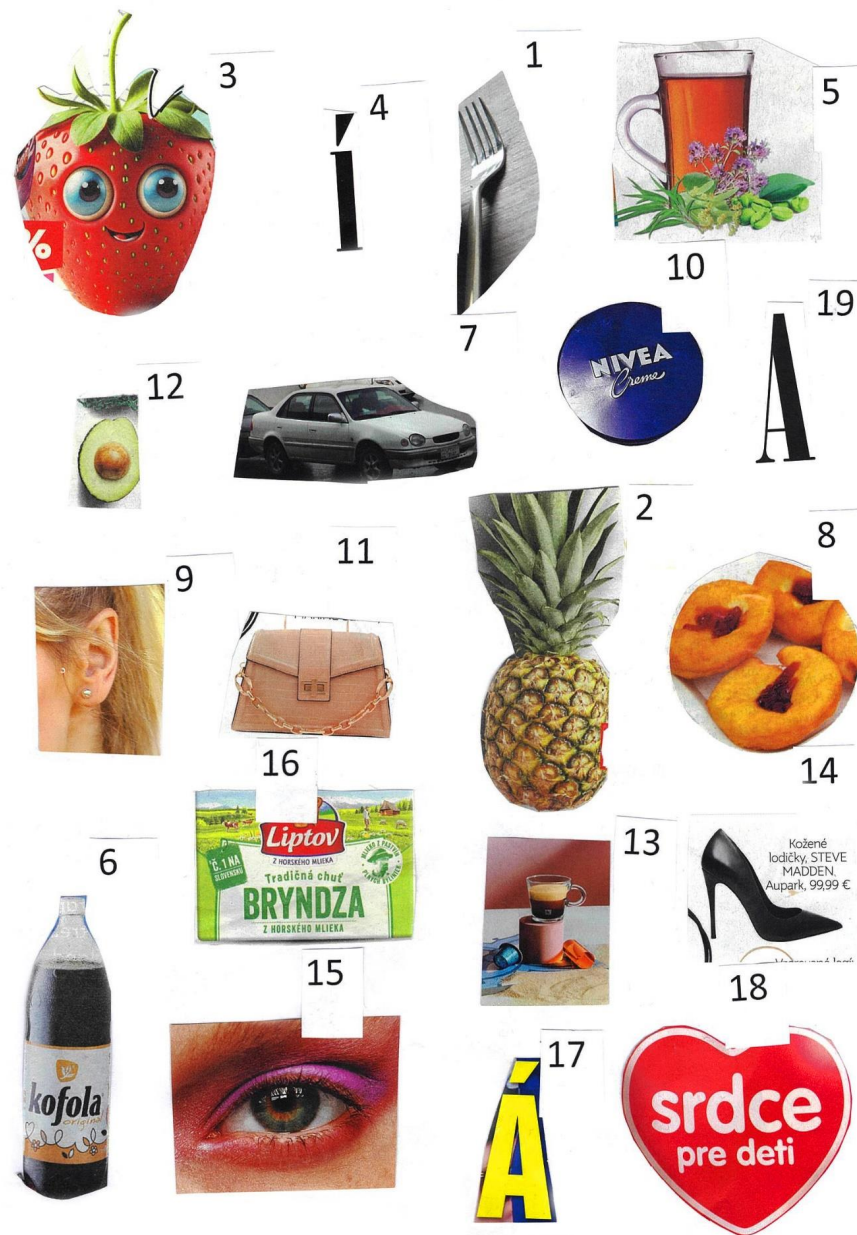 3
4
Í
1
5
%
10
NIVEA
Creme
19
A
7
12
2
8
9
11
16
Liptov
Z HORSKÉHO MLIEKA
Č. 1 NA
SLOVENSKU
Tradičná chuť
BRYNDZA
Z HORSKÉHO MLIEKA
14
13
Kožené
lodičky, STEVE
MADDEN,
Aupark, 99,99 €
6
kofola
original
15
17
Á
18
srdce
pre deti